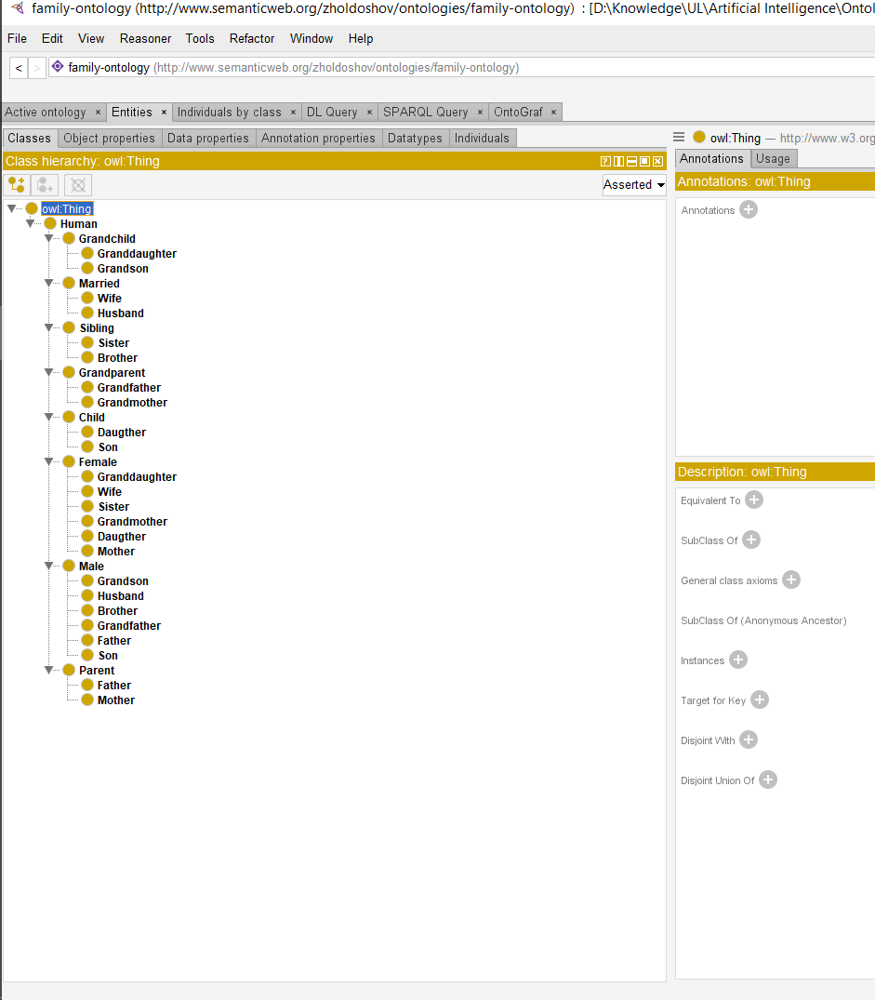 family-ontology (http://www.semanticweb.org/zholdoshov/ontologies/family-ontology) : [D:\Knowledge\UL\Artificial Intelligence\Ontol
File Edit View Reasoner Tools Refactor Window Help
< > family-ontology (http://www.semanticweb.org/zholdoshov/ontologies/family-ontology)
Active ontology × Entities × Individuals by class × DL Query × SPARQL Query × OntoGraf ×
Classes Object properties Data properties Annotation properties Datatypes Individuals
Class hierarchy: owl:Thing
Asserted
owl:Thing
Human
Grandchild
Granddaughter
Grandson
Married
Wife
Husband
Sibling
Sister
Brother
Grandparent
Grandfather
Grandmother
Child
Daugther
Son
Female
Granddaughter
Wife
Sister
Grandmother
Daugther
Mother
Male
Grandson
Husband
Brother
Grandfather
Father
Son
Parent
Father
Mother
owl:Thing — http://www.w3.org
Annotations Usage
Annotations: owl:Thing
Annotations
Description: owl:Thing
Equivalent To
SubClass Of
General class axioms
SubClass Of (Anonymous Ancestor)
Instances
Target for Key
Disjoint With
Disjoint Union Of